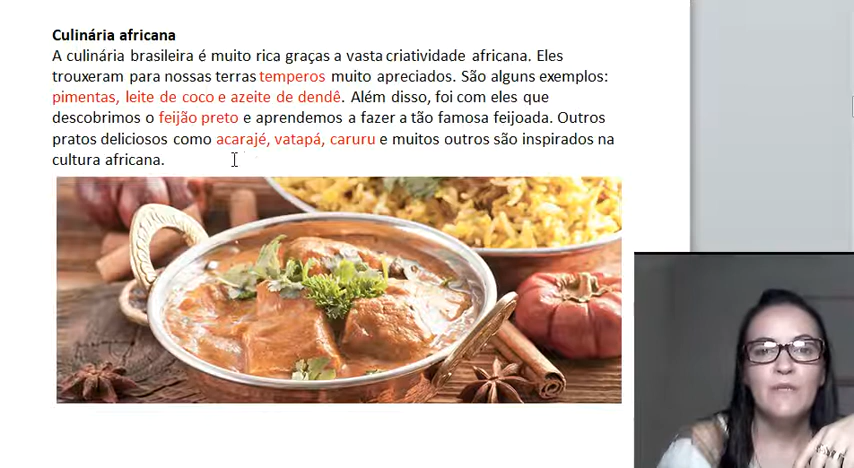 Culinária africana
A culinária brasileira é muito rica graças a vasta criatividade africana. Eles
trouxeram para nossas terras temperos muito apreciados. São alguns exemplos:
pimentas, leite de coco e azeite de dendê. Além disso, foi com eles que
descobrimos o feijão preto e aprendemos a fazer a tão famosa feijoada. Outros
pratos deliciosos como acarajé, vatapá, caruru e muitos outros são inspirados na
cultura africana.